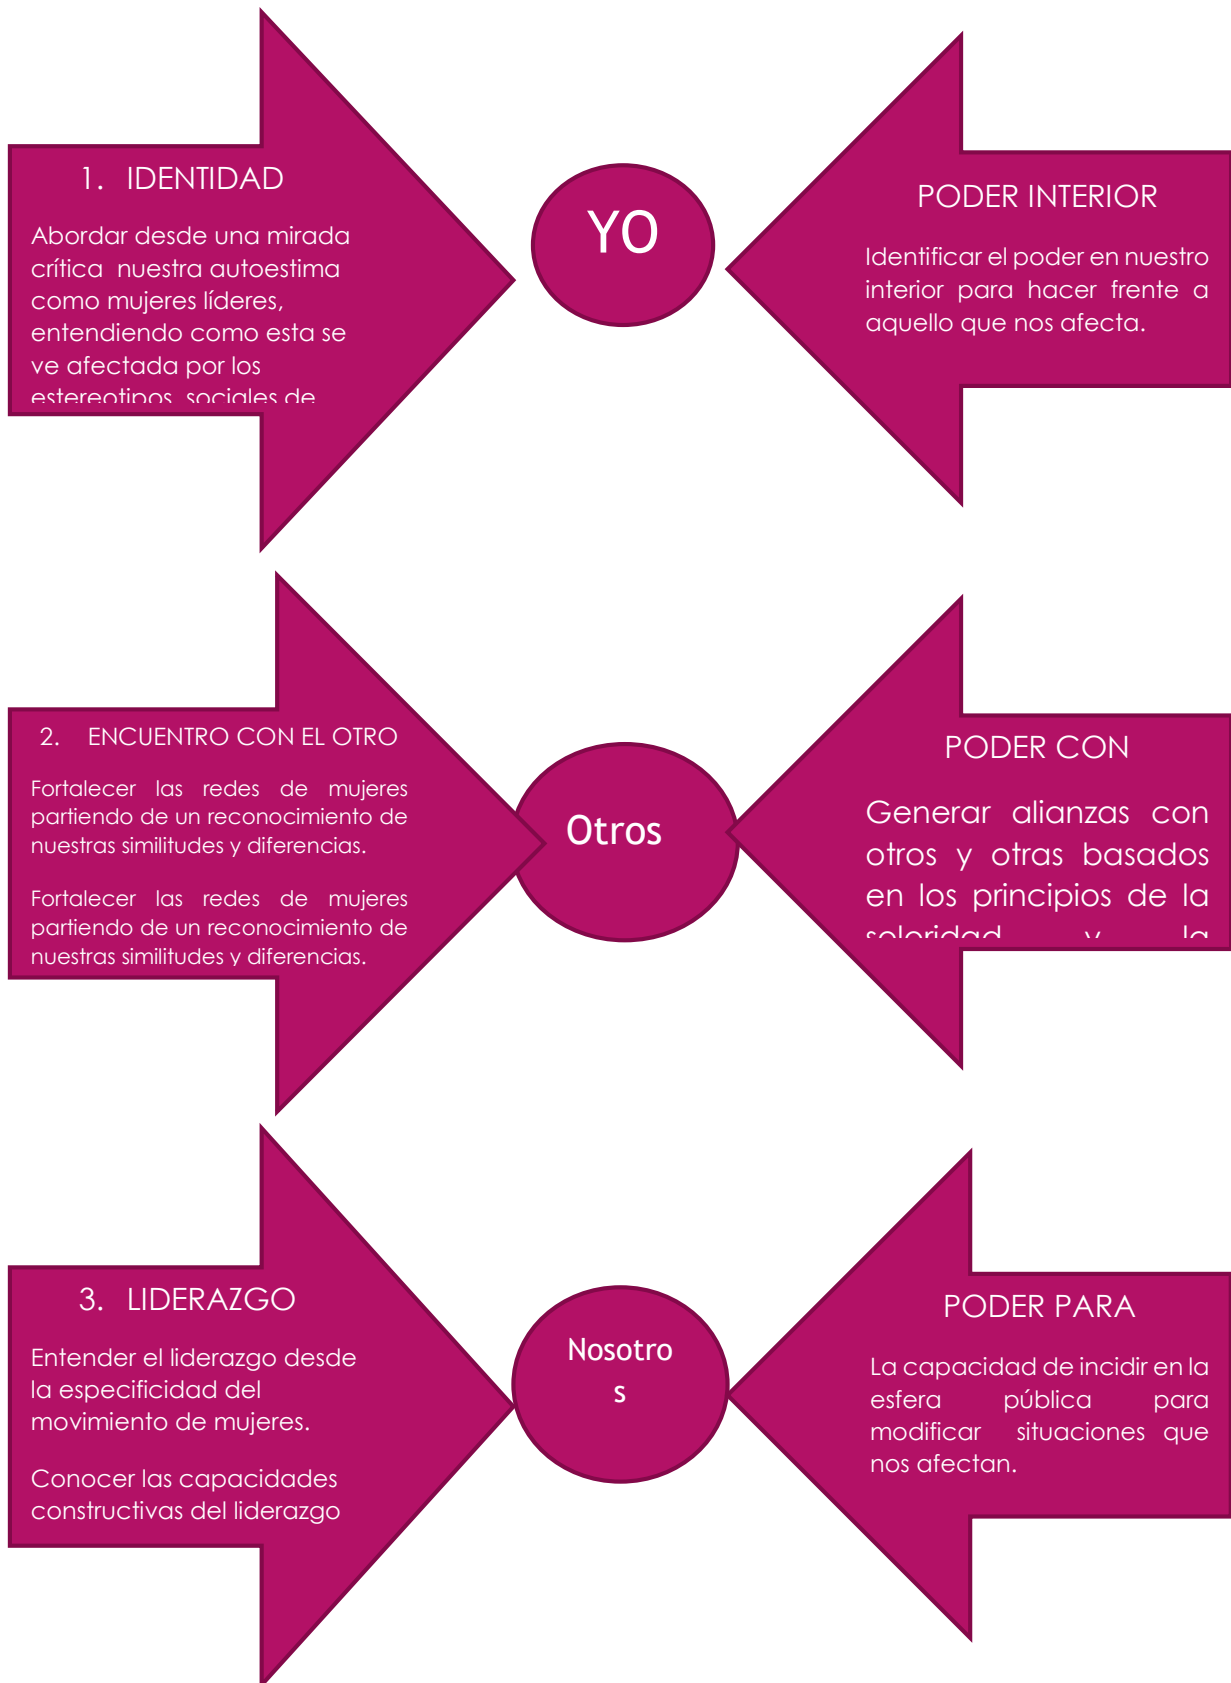 1. IDENTIDAD
Abordar desde una mirada
crítica nuestra autoestima
como mujeres líderes,
entendiendo como esta se
ve afectada por los
estereotipos sociales de
YO
PODER INTERIOR
Identificar el poder en nuestro
interior para hacer frente a
aquello que nos afecta.
2. ENCUENTRO CON EL OTRO
Fortalecer las redes de mujeres
partiendo de un reconocimiento de
nuestras similitudes y diferencias.
Fortalecer las redes de mujeres
partiendo de un reconocimiento de
nuestras similitudes y diferencias.
Otros
PODER CON
Generar alianzas con
otros y otras basados
en los principios de la
soloridad y la
3. LIDERAZGO
Entender el liderazgo desde
la especificidad del
movimiento de mujeres.
Conocer las capacidades
constructivas del liderazgo
Nosotro
s
PODER PARA
La capacidad de incidir en la
esfera pública para
modificar situaciones que
nos afectan.